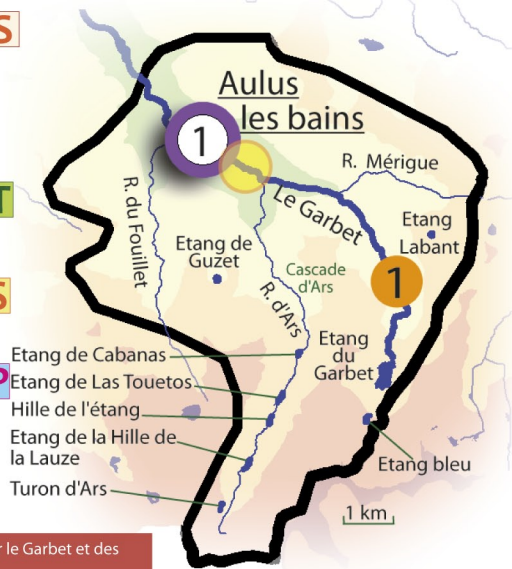 S
Aulus
les bains
1
R. Mérigue
T
R. du Fouillet
Le Garbet
Etang
Labant
Etang de
Guzet
Cascade
d'Ars
1
S
R. d'Ars
Etang
du
Garbet
Etang de Cabanas
P
Etang de Las Touetos
Hille de l'étang
Etang de la Hille de
la Lauze
Etang bleu
Turon d'Ars
1 km
r le Garbet et des